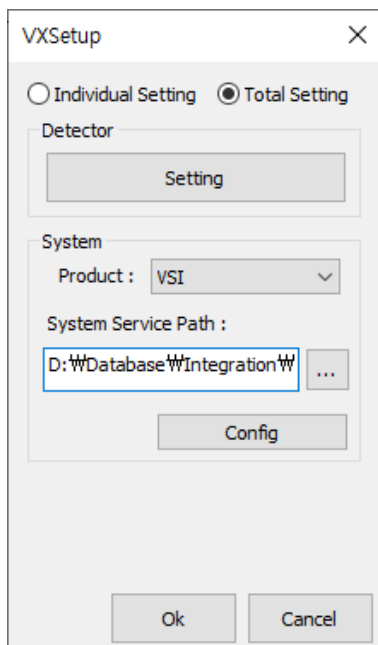 VXSetup
Individual Setting Total Setting
Detector
Setting
System
Product : VSI
System Service Path :
D:₩Database₩Integration₩ ...
Config
Ok Cancel